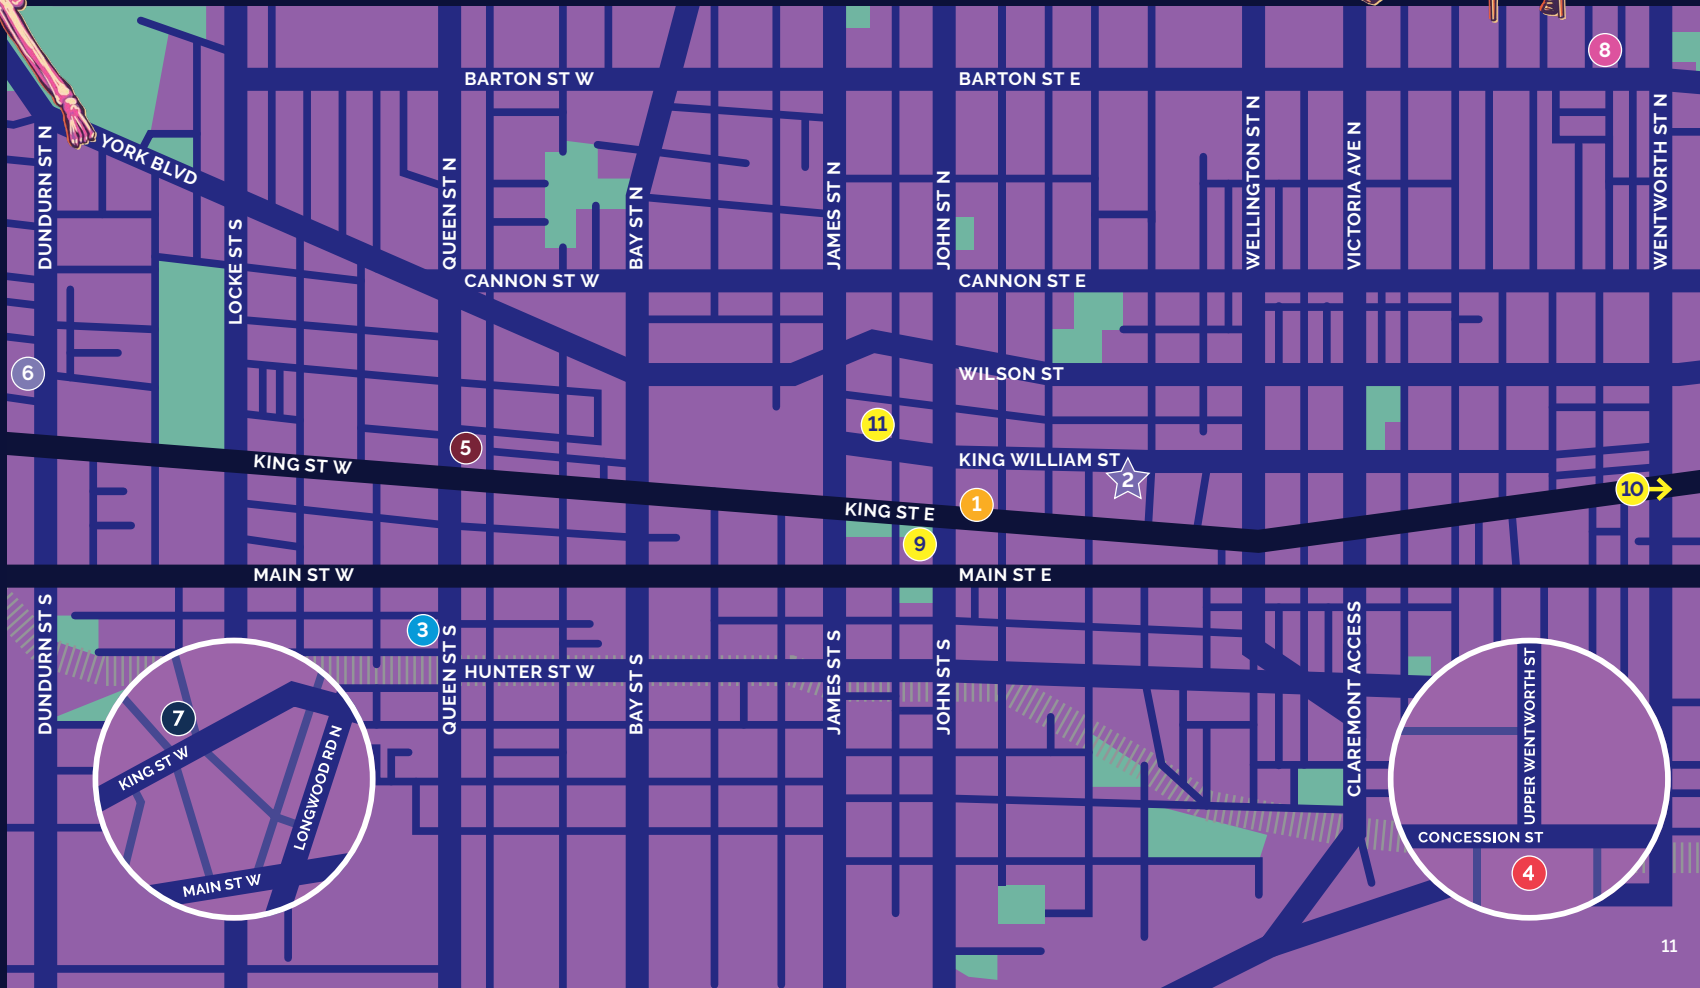 8
BARTON ST W
BARTON ST E
YORK BLVD
DUNDURN ST N
LOCKE ST S
QUEEN ST N
BAY ST N
JAMES ST N
JOHN ST N
WELLINGTON ST N
VICTORIA AVE N
WENTWORTH ST N
CANNON ST W
CANNON ST E
6
WILSON ST
11
5
KING ST W
KING WILLIAM ST
2
10
1
KING ST E
9
MAIN ST W
MAIN ST E
3
DUNDURN ST S
QUEEN ST S
HUNTER ST W
BAY ST S
JAMES ST S
JOHN ST S
CLAREMONT ACCESS
7
KING ST W
LONGWOOD RD N
MAIN ST W
UPPER WENTWORTH ST
CONCESSION ST
4
11